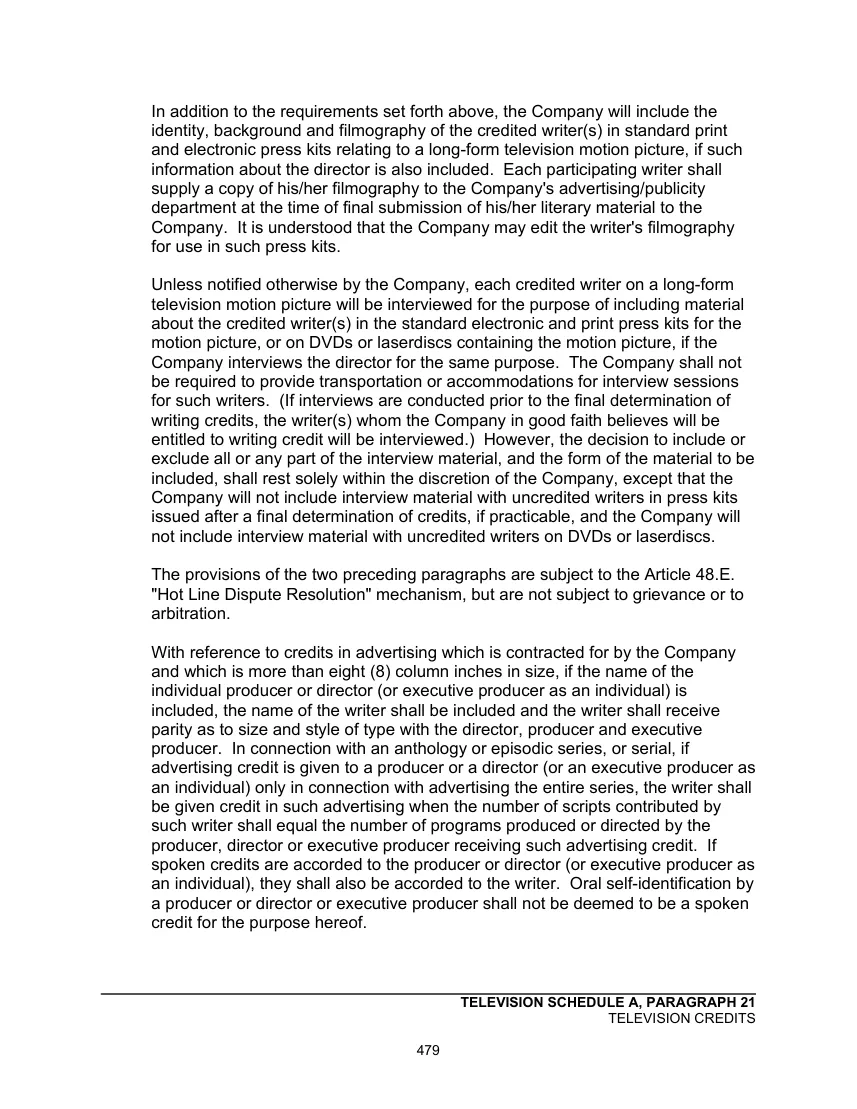 In addition to the requirements set forth above, the Company will include the
identity, background and filmography of the credited writer(s) in standard print
and electronic press kits relating to a long-form television motion picture, if such
information about the director is also included.  Each participating writer shall
supply a copy of his/her filmography to the Company's advertising/publicity
department at the time of final submission of his/her literary material to the
Company.  It is understood that the Company may edit the writer's filmography
for use in such press kits.
Unless notified otherwise by the Company, each credited writer on a long-form
television motion picture will be interviewed for the purpose of including material
about the credited writer(s) in the standard electronic and print press kits for the
motion picture, or on DVDs or laserdiscs containing the motion picture, if the
Company interviews the director for the same purpose.  The Company shall not
be required to provide transportation or accommodations for interview sessions
for such writers.  (If interviews are conducted prior to the final determination of
writing credits, the writer(s) whom the Company in good faith believes will be
entitled to writing credit will be interviewed.)  However, the decision to include or
exclude all or any part of the interview material, and the form of the material to be
included, shall rest solely within the discretion of the Company, except that the
Company will not include interview material with uncredited writers in press kits
issued after a final determination of credits, if practicable, and the Company will
not include interview material with uncredited writers on DVDs or laserdiscs.
The provisions of the two preceding paragraphs are subject to the Article 48.E.
"Hot Line Dispute Resolution" mechanism, but are not subject to grievance or to
arbitration.
With reference to credits in advertising which is contracted for by the Company
and which is more than eight (8) column inches in size, if the name of the
individual producer or director (or executive producer as an individual) is
included, the name of the writer shall be included and the writer shall receive
parity as to size and style of type with the director, producer and executive
producer.  In connection with an anthology or episodic series, or serial, if
advertising credit is given to a producer or a director (or an executive producer as
an individual) only in connection with advertising the entire series, the writer shall
be given credit in such advertising when the number of scripts contributed by
such writer shall equal the number of programs produced or directed by the
producer, director or executive producer receiving such advertising credit.  If
spoken credits are accorded to the producer or director (or executive producer as
an individual), they shall also be accorded to the writer.  Oral self-identification by
a producer or director or executive producer shall not be deemed to be a spoken
credit for the purpose hereof.
TELEVISION SCHEDULE A, PARAGRAPH 21
TELEVISION CREDITS
479